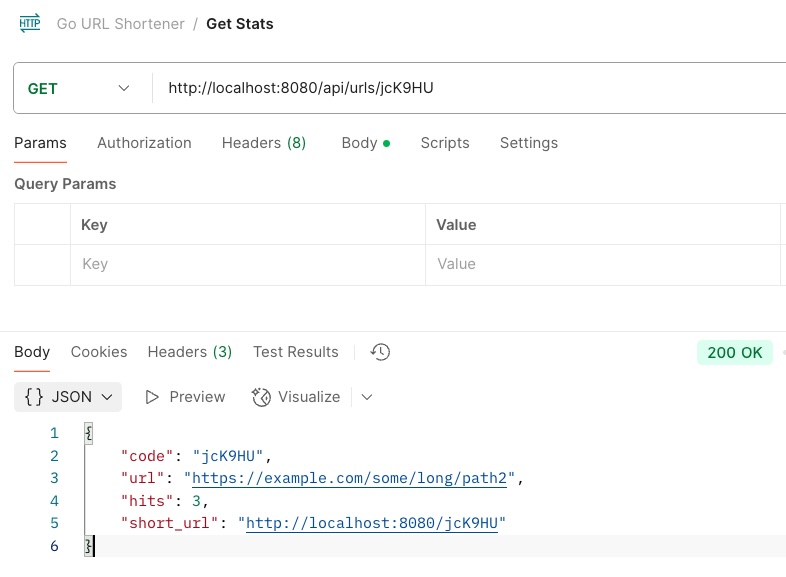 HTTP Go URL Shortener / Get Stats
GET http://localhost:8080/api/urls/jcK9HU
Params Authorization Headers (8) Body Scripts Settings
Query Params
Key Value
Key Value
Body Cookies Headers (3) Test Results 200 OK
{} JSON Preview Visualize
1 {
2 "code": "jcK9HU",
3 "url": "https://example.com/some/long/path2",
4 "hits": 3,
5 "short_url": "http://localhost:8080/jcK9HU"
6 }